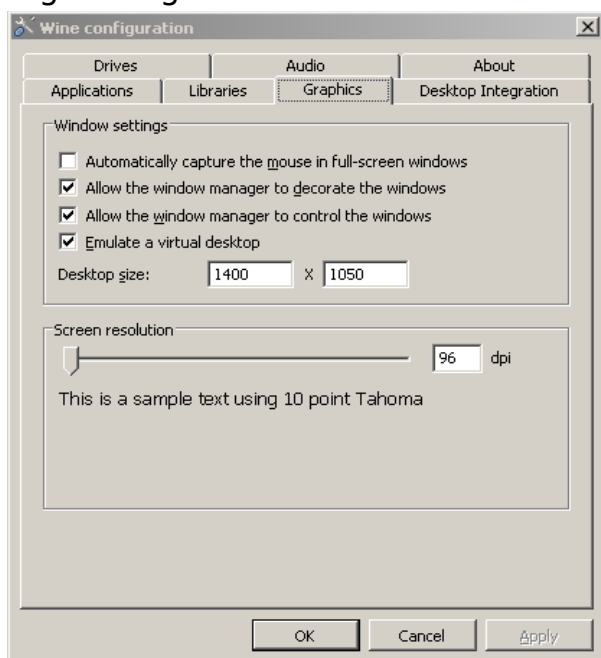 Wine configuration
Drives Audio About
Applications Libraries Graphics Desktop Integration
Window settings
Automatically capture the mouse in full-screen windows
Allow the window manager to decorate the windows
Allow the window manager to control the windows
Emulate a virtual desktop
Desktop size: 1400 X 1050
Screen resolution
96 dpi
This is a sample text using 10 point Tahoma
OK Cancel Apply